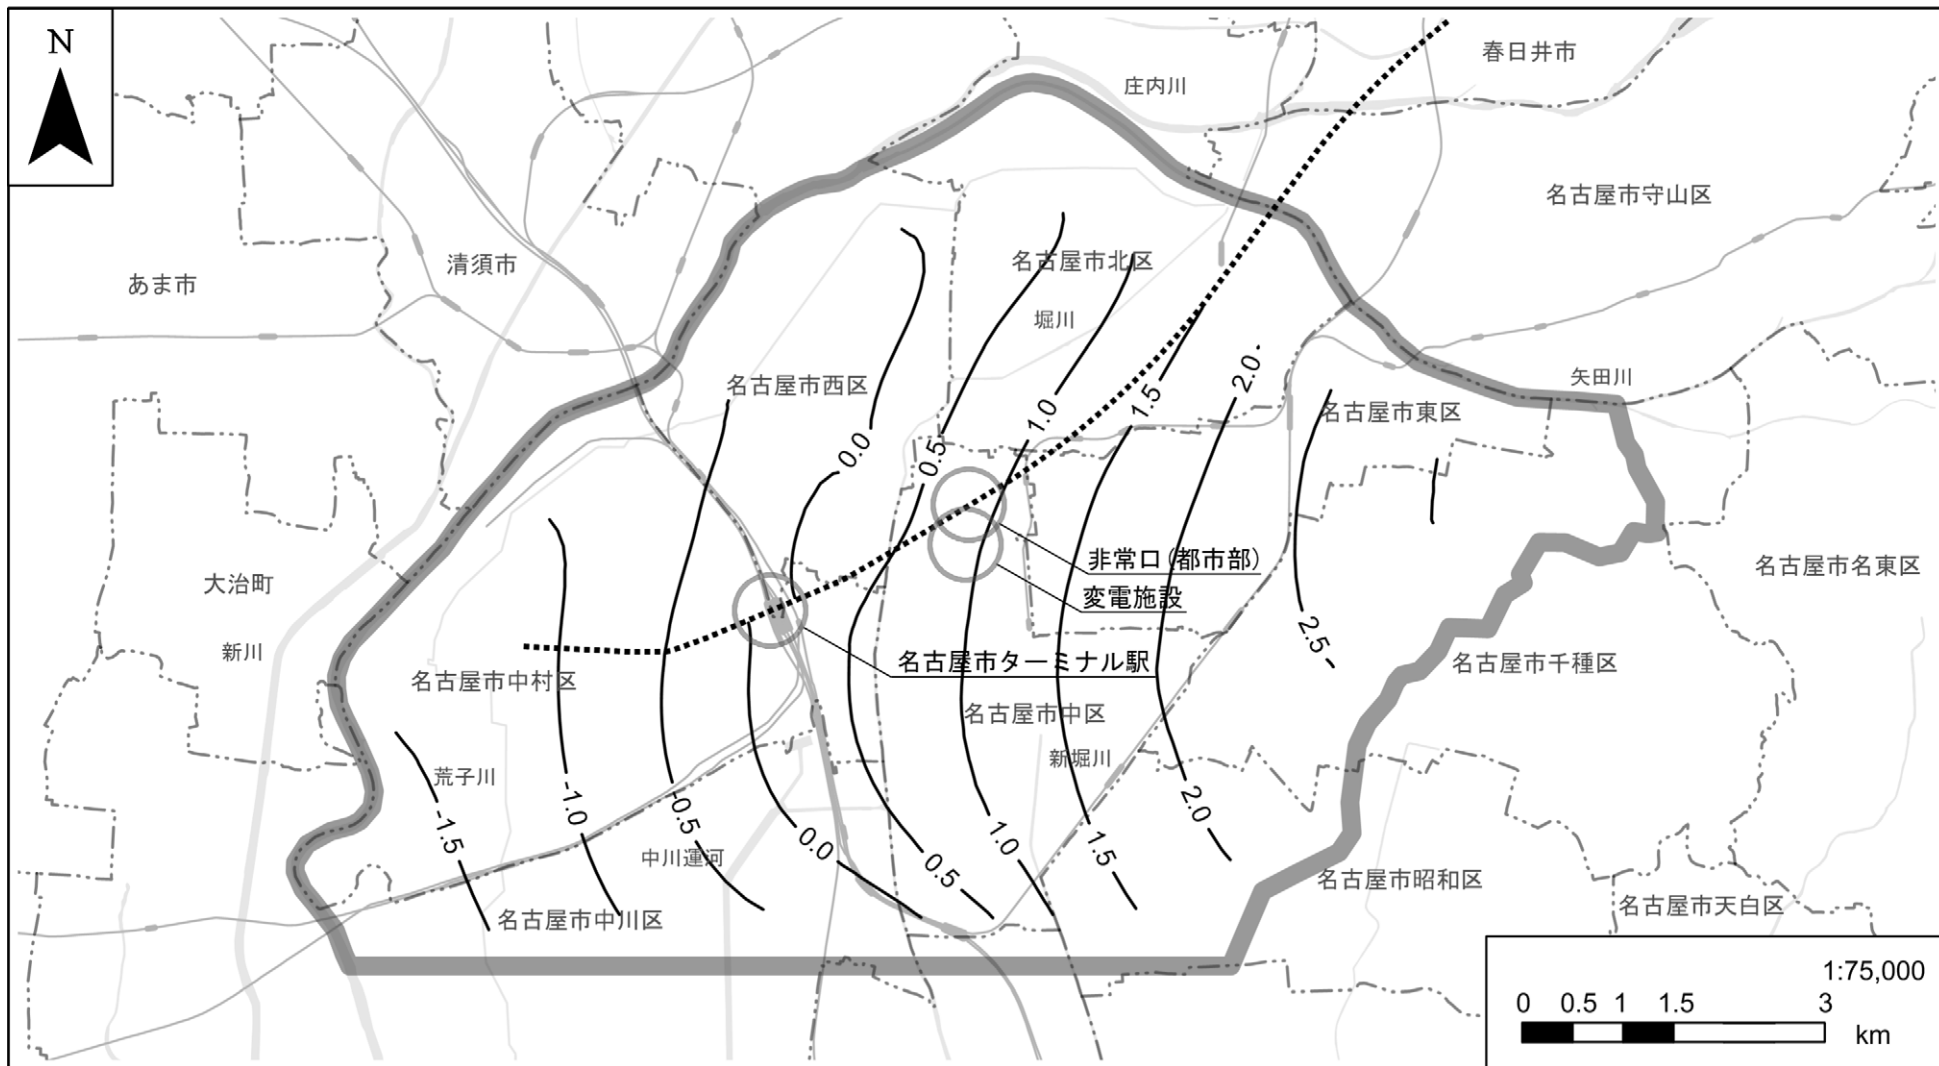 N
春日井市
庄内川
名古屋市守山区
清須市
名古屋市北区
あま市
堀川
2.0
矢田川
名古屋市西区
1.5
名古屋市東区
1.0
0.0
0.5
非常口(都市部)
名古屋市名東区
大治町
変電施設
2.5
新川
名古屋市ターミナル駅
名古屋市千種区
名古屋市中村区
名古屋市中区
新堀川
荒子川
-1.0
-0.5
2.0
-1.5
0.0
1.0
1.5
中川運河
0.5
名古屋市昭和区
名古屋市天白区
名古屋市中川区
1:75,000
0 0.5 1 1.5 3
km